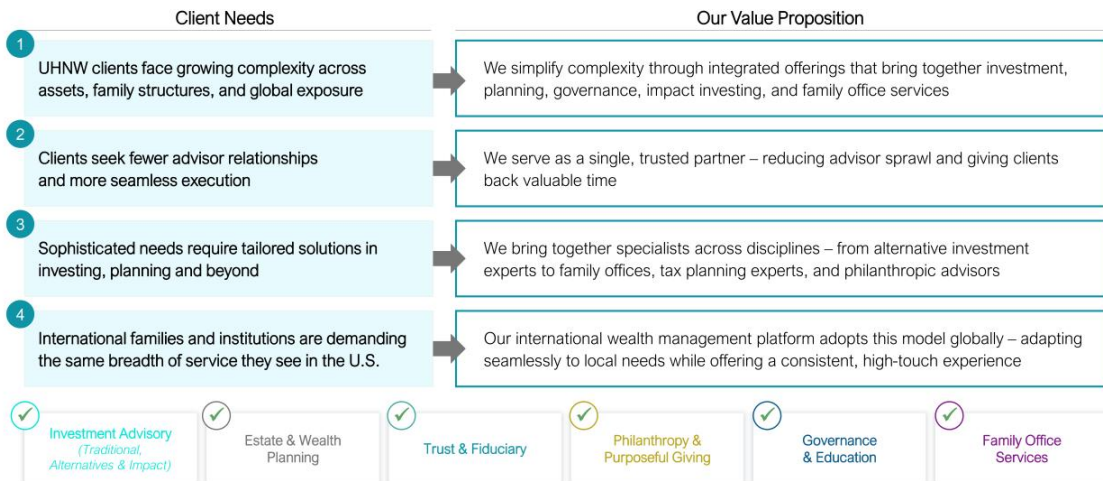 Client Needs
Our Value Proposition
1
UHNW clients face growing complexity across
assets, family structures, and global exposure
We simplify complexity through integrated offerings that bring together investment,
planning, governance, impact investing, and family office services
2
Clients seek fewer advisor relationships
and more seamless execution
We serve as a single, trusted partner – reducing advisor sprawl and giving clients
back valuable time
3
Sophisticated needs require tailored solutions in
investing, planning and beyond
We bring together specialists across disciplines – from alternative investment
experts to family offices, tax planning experts, and philanthropic advisors
4
International families and institutions are demanding
the same breadth of service they see in the U.S.
Our international wealth management platform adopts this model globally – adapting
seamlessly to local needs while offering a consistent, high-touch experience
Investment Advisory
(Traditional,
Alternatives & Impact)
Estate & Wealth
Planning
Trust & Fiduciary
Philanthropy &
Purposeful Giving
Governance
& Education
Family Office
Services